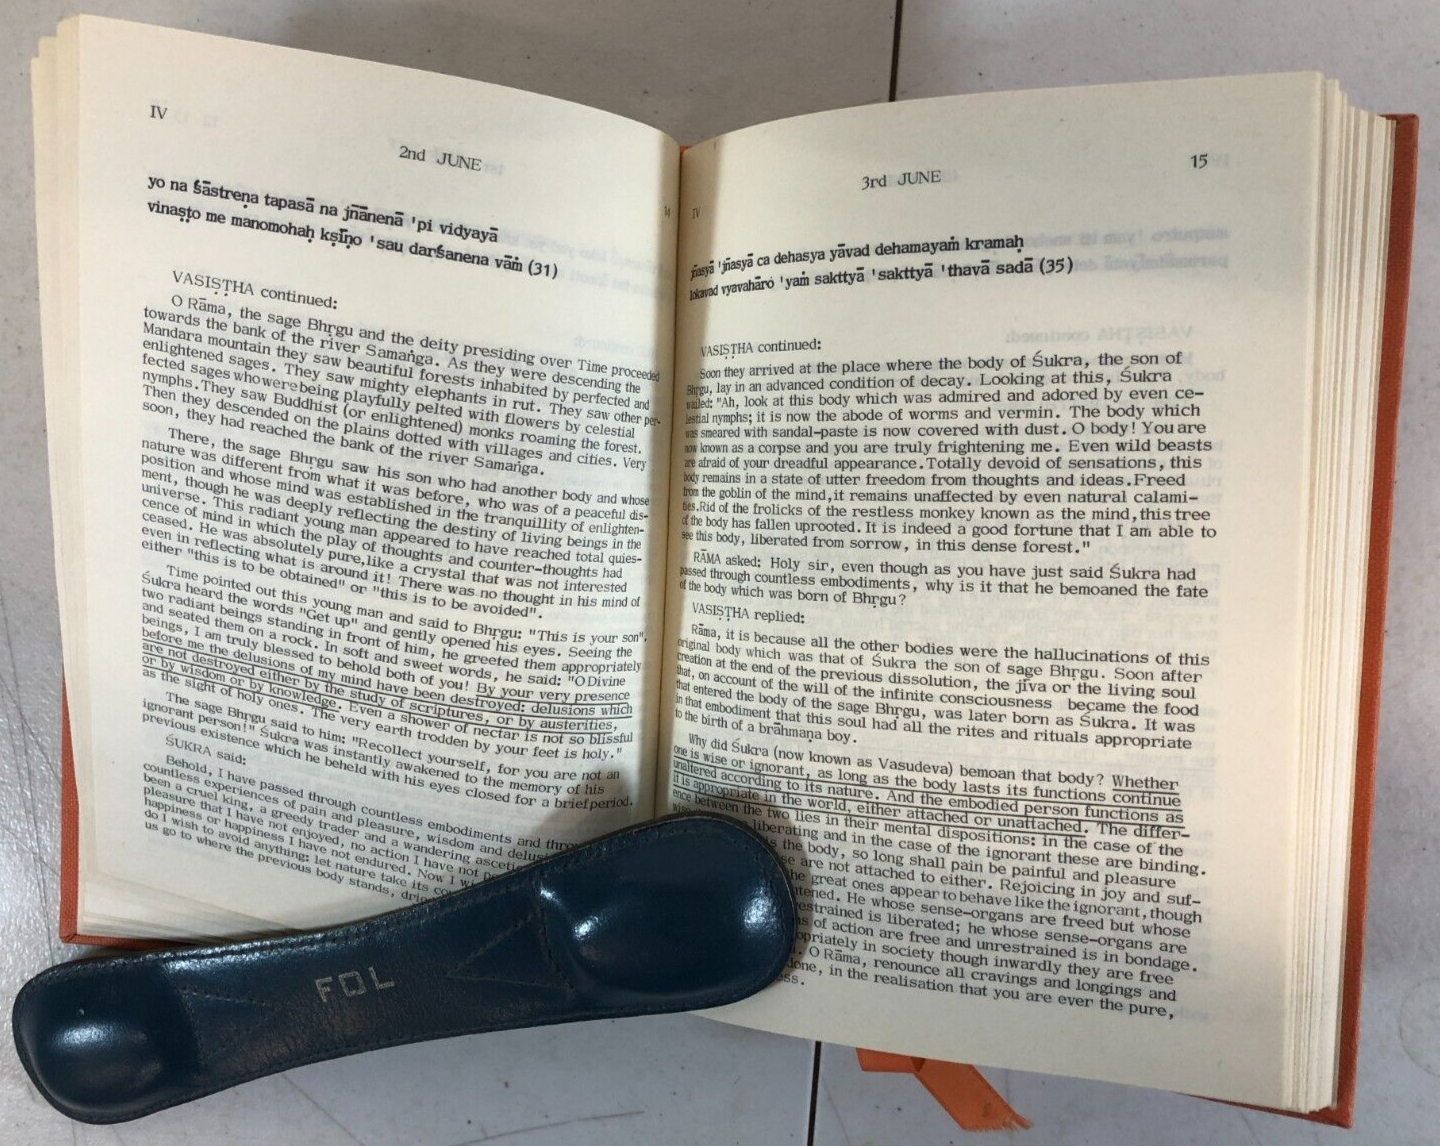 IV
2nd JUNE
yo na śāstreṇa tapasā na jñānenā 'pi vidyayā
vinaṣṭo me manomohaḥ kṣīṇo 'sau darśanena vāṁ (31)
VASIṢṬHA continued:
O Rāma, the sage Bhṛgu and the deity presiding over Time proceeded
towards the bank of the river Samaṅga. As they were descending the
Mandara mountain they saw beautiful forests inhabited by perfected and
enlightened sages. They saw mighty elephants in rut. They saw other per-
fected sages who were being playfully pelted with flowers by celestial
nymphs. They saw Buddhist (or enlightened) monks roaming the forest.
Then they descended on the plains dotted with villages and cities. Very
soon, they had reached the bank of the river Samaṅga.
There, the sage Bhṛgu saw his son who had another body and whose
nature was different from what it was before, who was of a peaceful dis-
position and whose mind was established in the tranquillity of enlighten-
ment, though he was deeply reflecting the destiny of living beings in the
universe. This radiant young man appeared to have reached total quies-
cence of mind in which the play of thoughts and counter-thoughts had
ceased. He was absolutely pure, like a crystal that was not interested
even in reflecting what is around it! There was no thought in his mind of
either "this is to be obtained" or "this is to be avoided".
Time pointed out this young man and said to Bhṛgu: "This is your son".
Śukra heard the words "Get up" and gently opened his eyes. Seeing the
two radiant beings standing in front of him, he greeted them appropriately
and seated them on a rock. In soft and sweet words, he said: "O Divine
beings, I am truly blessed to behold both of you! By your very presence
before me the delusions of my mind have been destroyed; delusions which
are not destroyed either by the study of scriptures, or by austerities,
or by wisdom or by knowledge. Even a shower of nectar is not so blissful
as the sight of holy ones. The very earth trodden by your feet is holy."
The sage Bhṛgu said to him: "Recollect yourself, for you are not an
ignorant person!" Śukra was instantly awakened to the memory of his
previous existence which he beheld with his eyes closed for a brief period.
ŚUKRA said:
Behold, I have passed through countless embodiments and
countless experiences of pain and pleasure, wisdom and
been a cruel king, a greedy trader and a wandering
pleasure that I have not enjoyed, no action I have not
happiness or happiness I have not endured. Now I
do I wish to avoid anything: let nature take its
us go to where the previous body stands,
15
3rd JUNE
14
IV
jñasyā 'jñasyā ca dehasya yāvad dehamayaṁ kramaḥ
lokavad vyavahāro 'yaṁ sakttyā 'sakttyā 'thavā sadā (35)
VASIṢṬHA continued:
Soon they arrived at the place where the body of Śukra, the son of
Bhṛgu, lay in an advanced condition of decay. Looking at this, Śukra
wailed: "Ah, look at this body which was admired and adored by even ce-
lestial nymphs; it is now the abode of worms and vermin. The body which
was smeared with sandal-paste is now covered with dust. O body! You are
now known as a corpse and you are truly frightening me. Even wild beasts
are afraid of your dreadful appearance. Totally devoid of sensations, this
body remains in a state of utter freedom from thoughts and ideas. Freed
from the goblin of the mind, it remains unaffected by even natural calami-
ties. Rid of the frolicks of the restless monkey known as the mind, this tree
of the body has fallen uprooted. It is indeed a good fortune that I am able to
see this body, liberated from sorrow, in this dense forest."
RĀMA asked: Holy sir, even though as you have just said Śukra had
passed through countless embodiments, why is it that he bemoaned the fate
of the body which was born of Bhṛgu?
VASIṢṬHA replied:
Rāma, it is because all the other bodies were the hallucinations of this
original body which was that of Śukra the son of sage Bhṛgu. Soon after
creation at the end of the previous dissolution, the jīva or the living soul
that, on account of the will of the infinite consciousness became the food
that entered the body of the sage Bhṛgu, was later born as Śukra. It was
in that embodiment that this soul had all the rites and rituals appropriate
to the birth of a brāhmaṇa boy.
Why did Śukra (now known as Vasudeva) bemoan that body? Whether
one is wise or ignorant, as long as the body lasts its functions continue
unaltered according to its nature. And the embodied person functions as
it is appropriate in the world, either attached or unattached. The differ-
ence between the two lies in their mental dispositions: in the case of the
liberating and in the case of the ignorant these are binding.
the body, so long shall pain be painful and pleasure
are not attached to either. Rejoicing in joy and suf-
the great ones appear to behave like the ignorant, though
He whose sense-organs are freed but whose
is liberated; he whose sense-organs are
of action are free and unrestrained is in bondage.
in society though inwardly they are free
O Rāma, renounce all cravings and longings and
done, in the realisation that you are ever the pure,
FDL